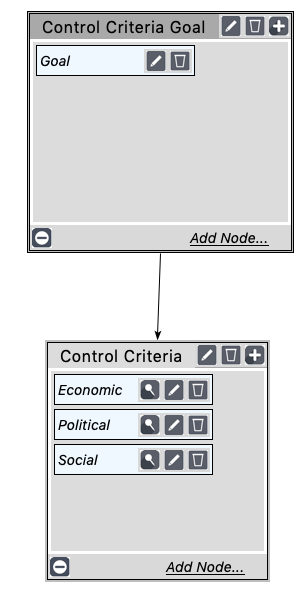 Control Criteria Goal
Goal
Add Node...
Control Criteria
Economic
Political
Social
Add Node...